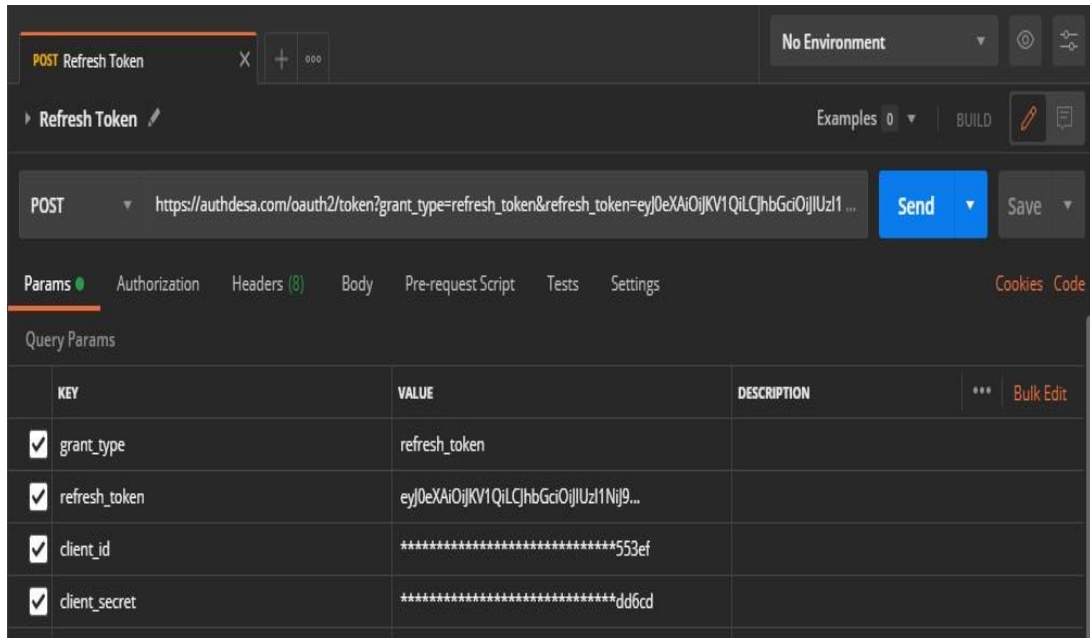 POST Refresh Token
No Environment
Refresh Token
Examples 0
BUILD
POST
https://authdesa.com/oauth2/token?grant_type=refresh_token&refresh_token=eyJ0eXAiOiJKV1QiLCJhbGciOiJIUzI1 ...
Send
Save
Params Authorization Headers (8) Body Pre-request Script Tests Settings Cookies Code
Query Params
KEY VALUE DESCRIPTION ••• Bulk Edit
grant_type refresh_token
refresh_token eyJ0eXAiOiJKV1QiLCJhbGciOiJIUzI1NiJ9...
client_id ******************************553ef
client_secret ******************************dd6cd